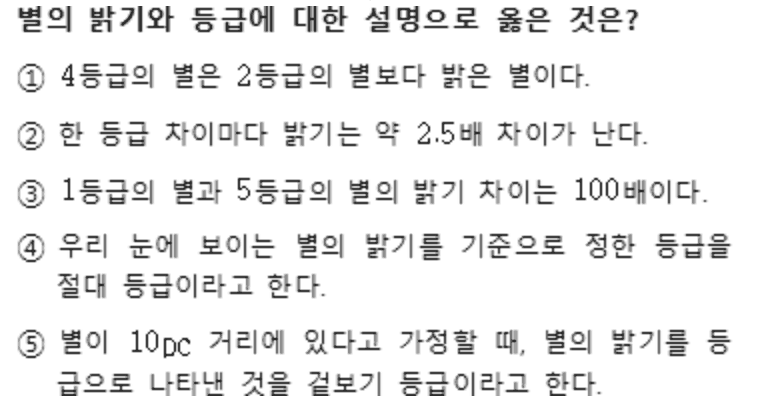 별의 밝기와 등급에 대한 설명으로 옳은 것은?
① 4등급의 별은 2등급의 별보다 밝은 별이다.
② 한 등급 차이마다 밝기는 약 2.5배 차이가 난다.
③ 1등급의 별과 5등급의 별의 밝기 차이는 100배이다.
④ 우리 눈에 보이는 별의 밝기를 기준으로 정한 등급을
절대 등급이라고 한다.
⑤ 별이 10pc 거리에 있다고 가정할 때, 별의 밝기를 등
급으로 나타낸 것을 겉보기 등급이라고 한다.